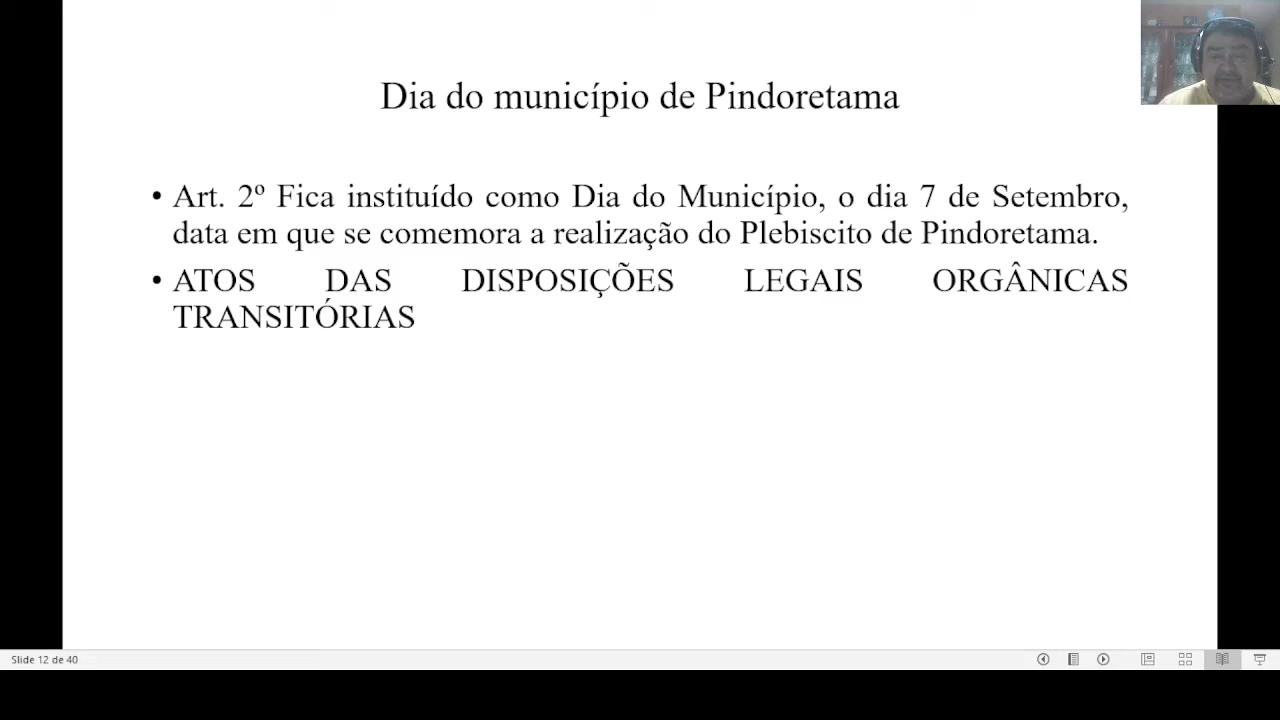 Dia do município de Pindoretama
• Art. 2º Fica instituído como Dia do Município, o dia 7 de Setembro,
data em que se comemora a realização do Plebiscito de Pindoretama.
• ATOS DAS DISPOSIÇÕES LEGAIS ORGÂNICAS
TRANSITÓRIAS
Slide 12 de 40